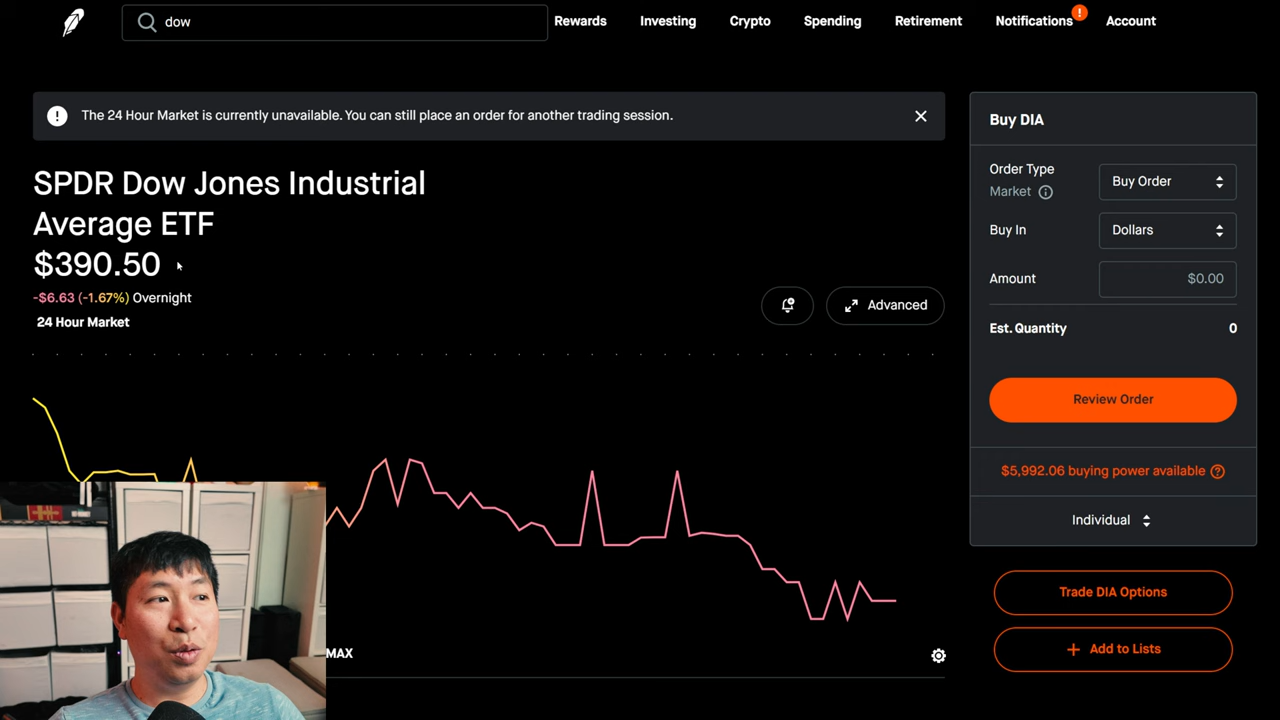 dow
Rewards
Investing
Crypto
Spending
Retirement
Notifications
!
Account
The 24 Hour Market is currently unavailable. You can still place an order for another trading session.
SPDR Dow Jones Industrial
Average ETF
$390.50
-$6.63 (-1.67%) Overnight
24 Hour Market
Advanced
MAX
Buy DIA
Order Type
Market
Buy Order
Buy In
Dollars
Amount
$0.00
Est. Quantity
0
Review Order
$5,992.06 buying power available
Individual
Trade DIA Options
+ Add to Lists